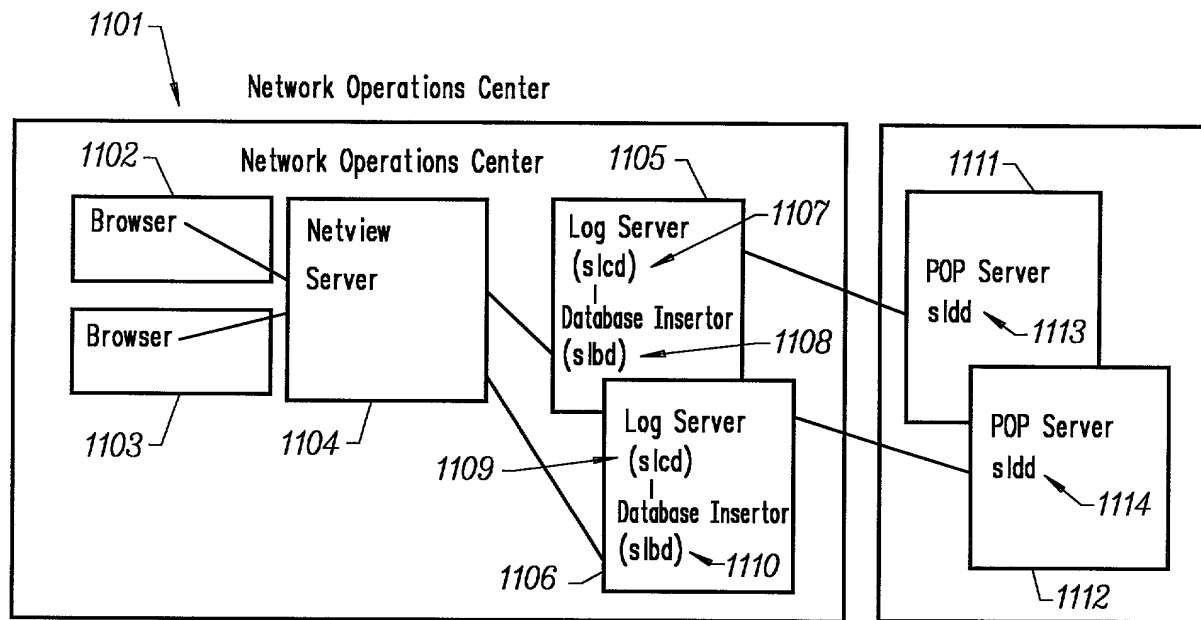 1101
Network Operations Center
Network Operations Center
1102
Browser
Browser
1103
Netview
Server
1104
1105
Log Server
(slcd)
1107
Database Insertor
(slbd)
1108
Log Server
1109
(slcd)
Database Insertor
(slbd)
1110
1106
1111
POP Server
sldd
1113
POP Server
sldd
1114
1112